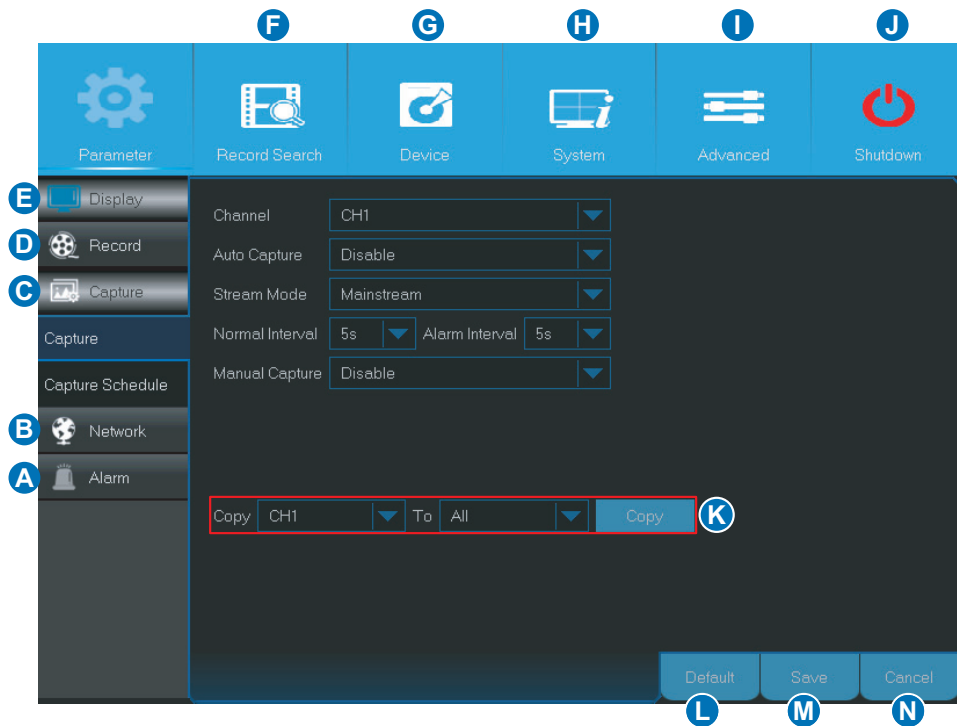 F G H I J
Parameter Record Search Device System Advanced Shutdown
E Display
D Record
C Capture
Capture
Capture Schedule
B Network
A Alarm
Channel CH1
Auto Capture Disable
Stream Mode Mainstream
Normal Interval 5s Alarm Interval 5s
Manual Capture Disable
Copy CH1 To All Copy K
Default Save Cancel
L M N